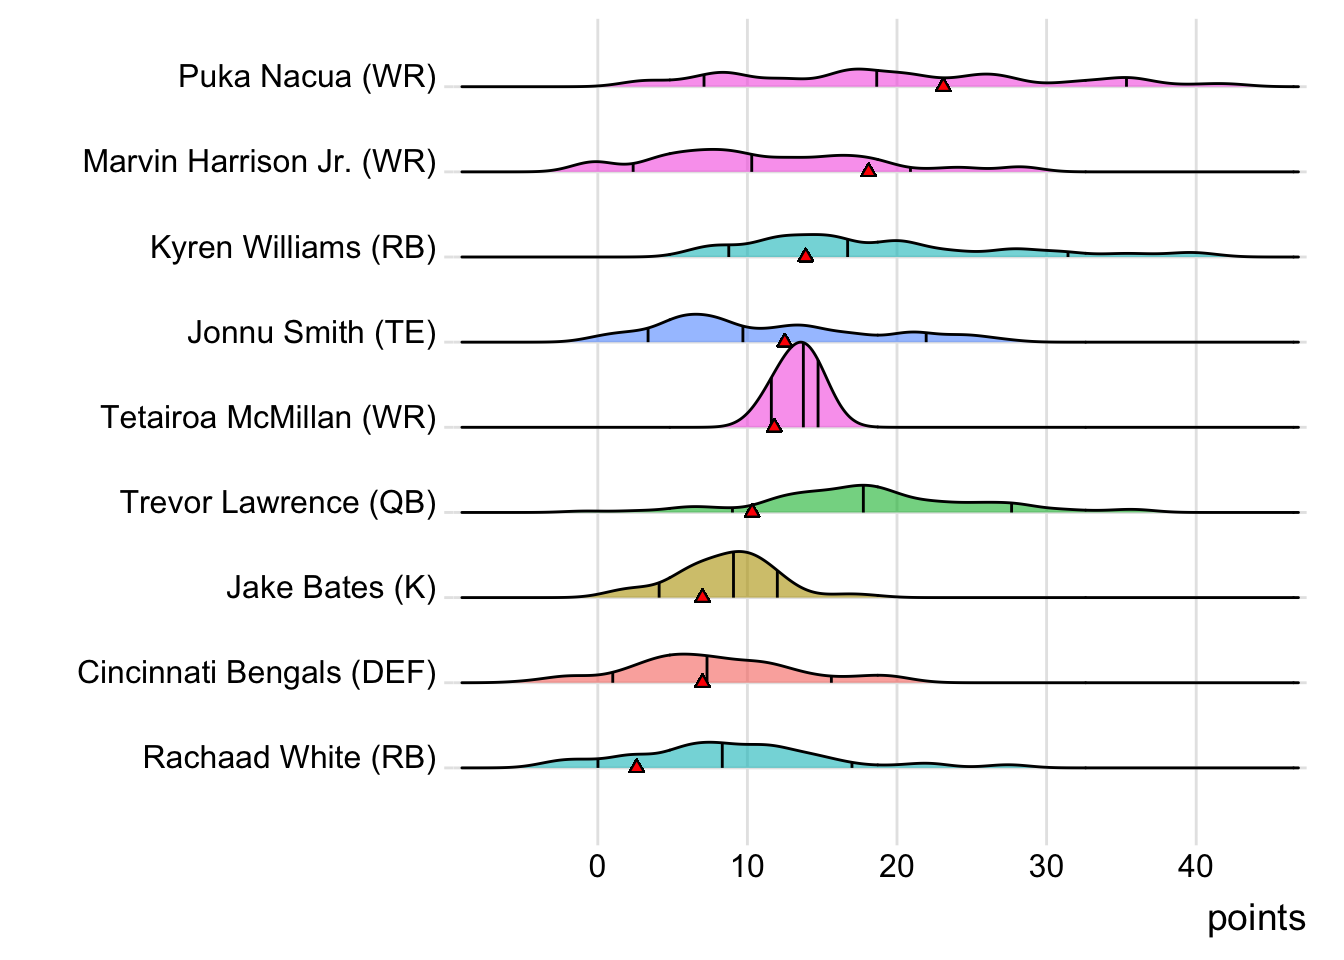 Puka Nacua (WR)
Marvin Harrison Jr. (WR)
Kyren Williams (RB)
Jonnu Smith (TE)
Tetairoa McMillan (WR)
Trevor Lawrence (QB)
Jake Bates (K)
Cincinnati Bengals (DEF)
Rachaad White (RB)
0 10 20 30 40
points